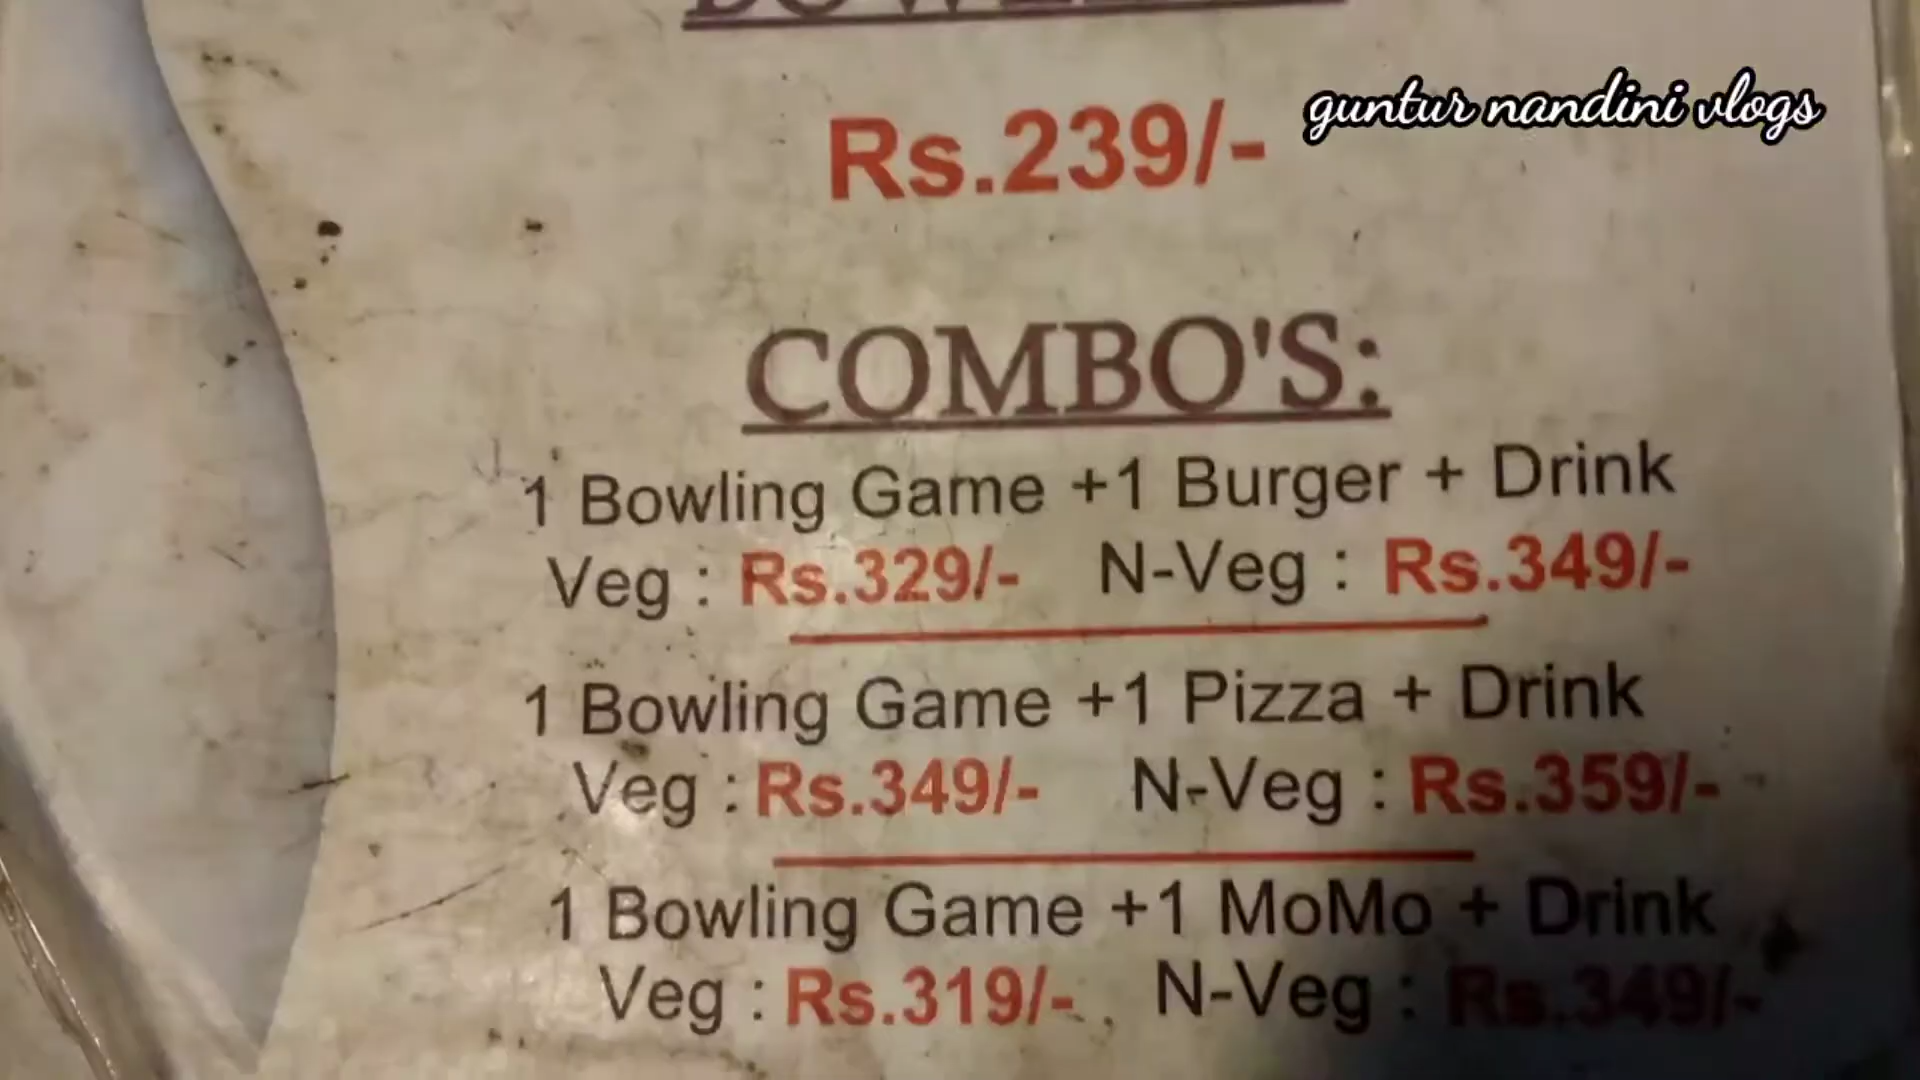 Rs.239/-
guntur nandini vlogs
COMBO'S:
1 Bowling Game +1 Burger + Drink
Veg : Rs.329/- N-Veg : Rs.349/-
1 Bowling Game +1 Pizza + Drink
Veg : Rs.349/- N-Veg : Rs.359/-
1 Bowling Game +1 MoMo + Drink
Veg : Rs.319/- N-Veg : Rs.349/-